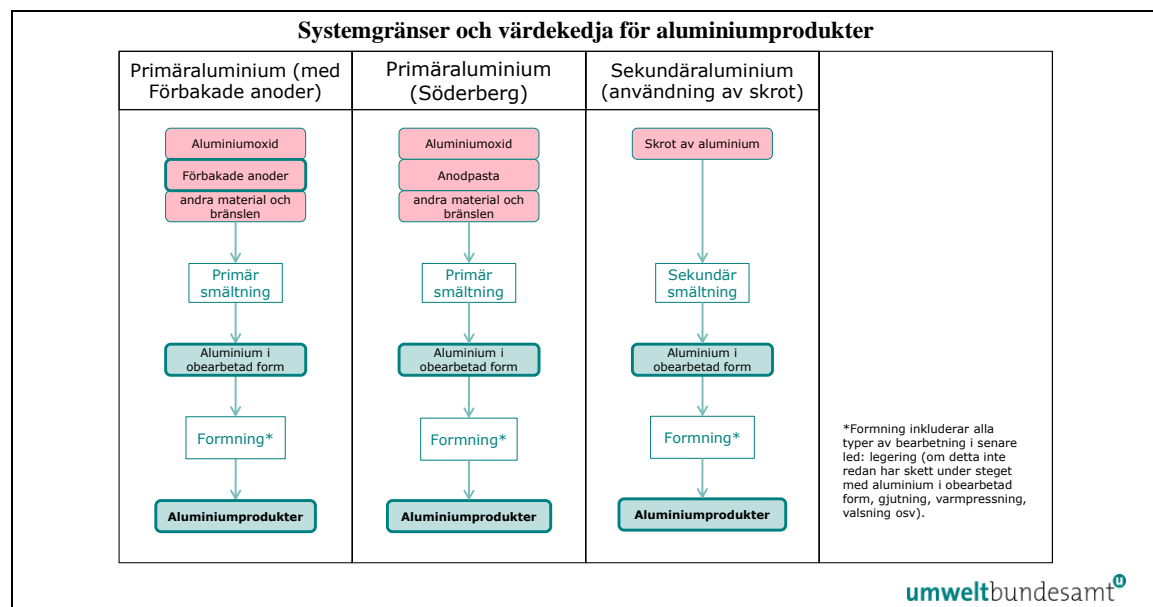 Systemgränser och värdekedja för aluminiumprodukter
Primäraluminium (med
Förbakade anoder)
Aluminiumoxid
Förbakade anoder
andra material och
bränslen
Primär
smältning
Aluminium i
obearbetad form
Formning*
Aluminiumprodukter
Primäraluminium
(Söderberg)
Aluminiumoxid
Anodpasta
andra material och
bränslen
Primär
smältning
Aluminium i
obearbetad form
Formning*
Aluminiumprodukter
Sekundäraluminium
(användning av skrot)
Skrot av aluminium
Sekundär
smältning
Aluminium i
obearbetad form
Formning*
Aluminiumprodukter
*Formning inkluderar alla
typer av bearbetning i senare
led: legering (om detta inte
redan har skett under steget
med aluminium i obearbetad
form, gjutning, varmpressning,
valsning osv).
umweltbundesamt
u